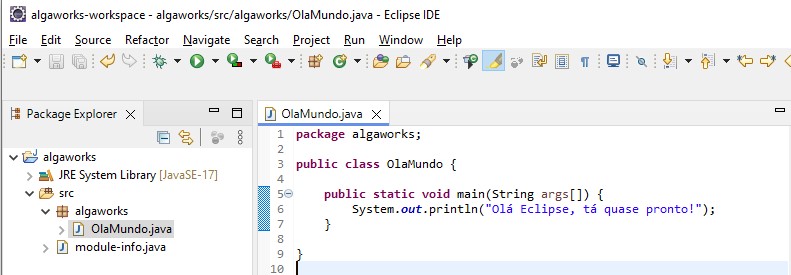 algaworks-workspace - algaworks/src/algaworks/OlaMundo.java - Eclipse IDE
File Edit Source Refactor Navigate Search Project Run Window Help
Package Explorer
algaworks
JRE System Library [JavaSE-17]
src
algaworks
OlaMundo.java
module-info.java
OlaMundo.java
1 package algaworks;
2
3 public class OlaMundo {
4
5 public static void main(String args[]) {
6 System.out.println("Olá Eclipse, tá quase pronto!");
7 }
8
9 }
10